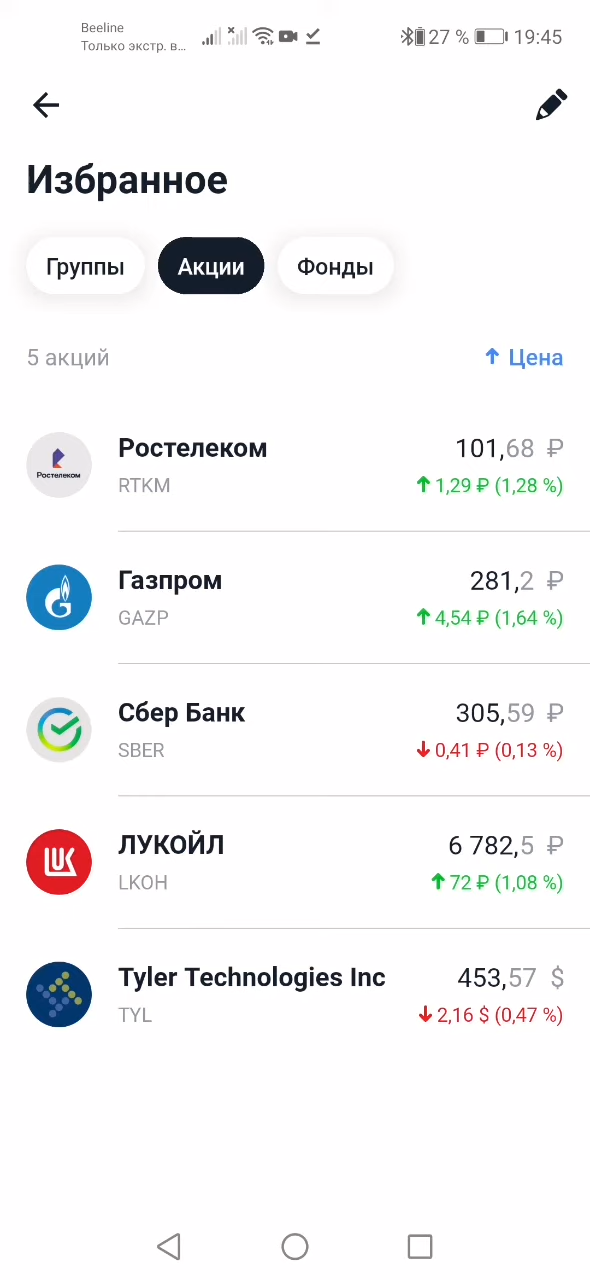 Beeline
Только экстр. в...
27 % 19:45
Избранное
Группы Акции Фонды
5 акций ↑ Цена
Ростелеком
Ростелеком 101,68 ₽
RTKM ↑ 1,29 ₽ (1,28 %)
Газпром 281,2 ₽
GAZP ↑ 4,54 ₽ (1,64 %)
Сбер Банк 305,59 ₽
SBER ↓ 0,41 ₽ (0,13 %)
LUK
ЛУКОЙЛ 6 782,5 ₽
LKOH ↑ 72 ₽ (1,08 %)
Tyler Technologies Inc 453,57 $
TYL ↓ 2,16 $ (0,47 %)